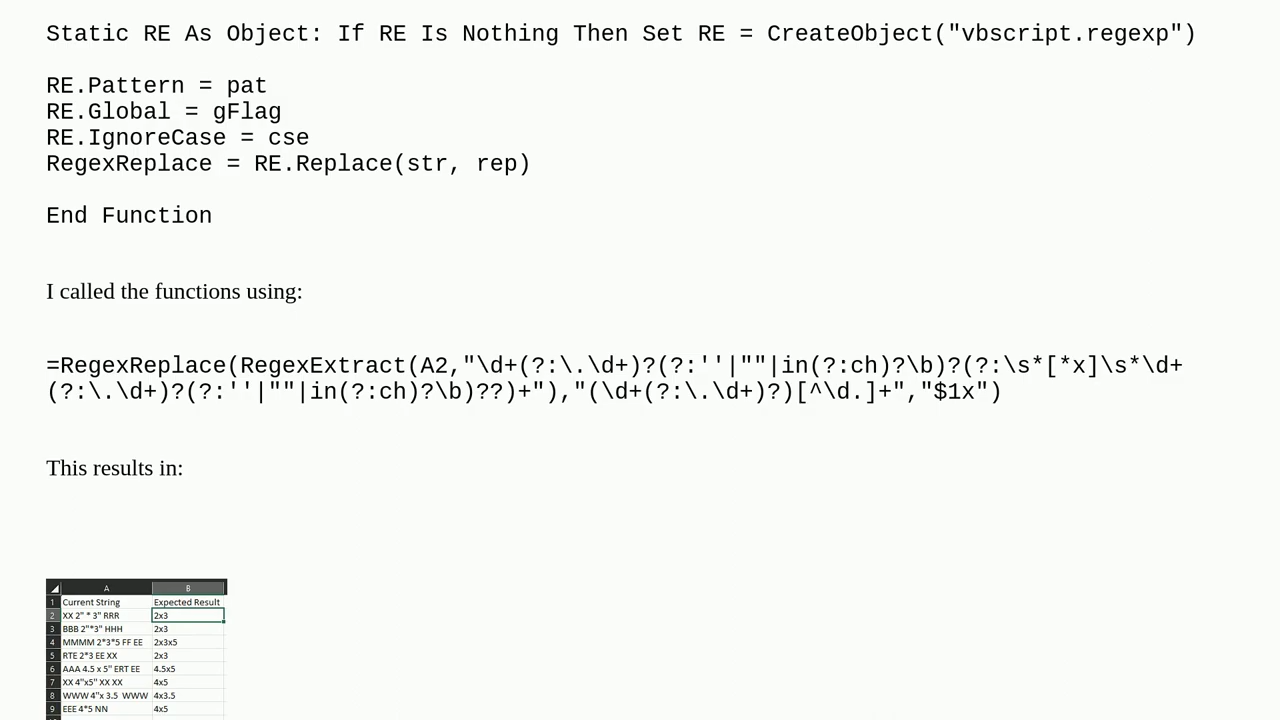 Static RE As Object: If RE Is Nothing Then Set RE = CreateObject("vbscript.regexp")
RE.Pattern = pat
RE.Global = gFlag
RE.IgnoreCase = cse
RegexReplace = RE.Replace(str, rep)
End Function
I called the functions using:
=RegexReplace(RegexExtract(A2,"\d+(?:\.\d+)?(?:''|""|in(?:ch)?\b)?(?:\s*[*x]\s*\d+
(?:\.\d+)?(?:''|""|in(?:ch)?\b)??)+"),"(\d+(?:\.\d+)?)[^\d.]+","$1x")
This results in:
A B
1 Current String Expected Result
2 XX 2" * 3" RRR 2x3
3 BBB 2"*3" HHH 2x3
4 MMMM 2*3*5 FF EE 2x3x5
5 RTE 2*3 EE XX 2x3
6 AAA 4.5 x 5" ERT EE 4.5x5
7 XX 4"x5" XX XX 4x5
8 WWW 4"x 3.5 WWW 4x3.5
9 EEE 4*5 NN 4x5